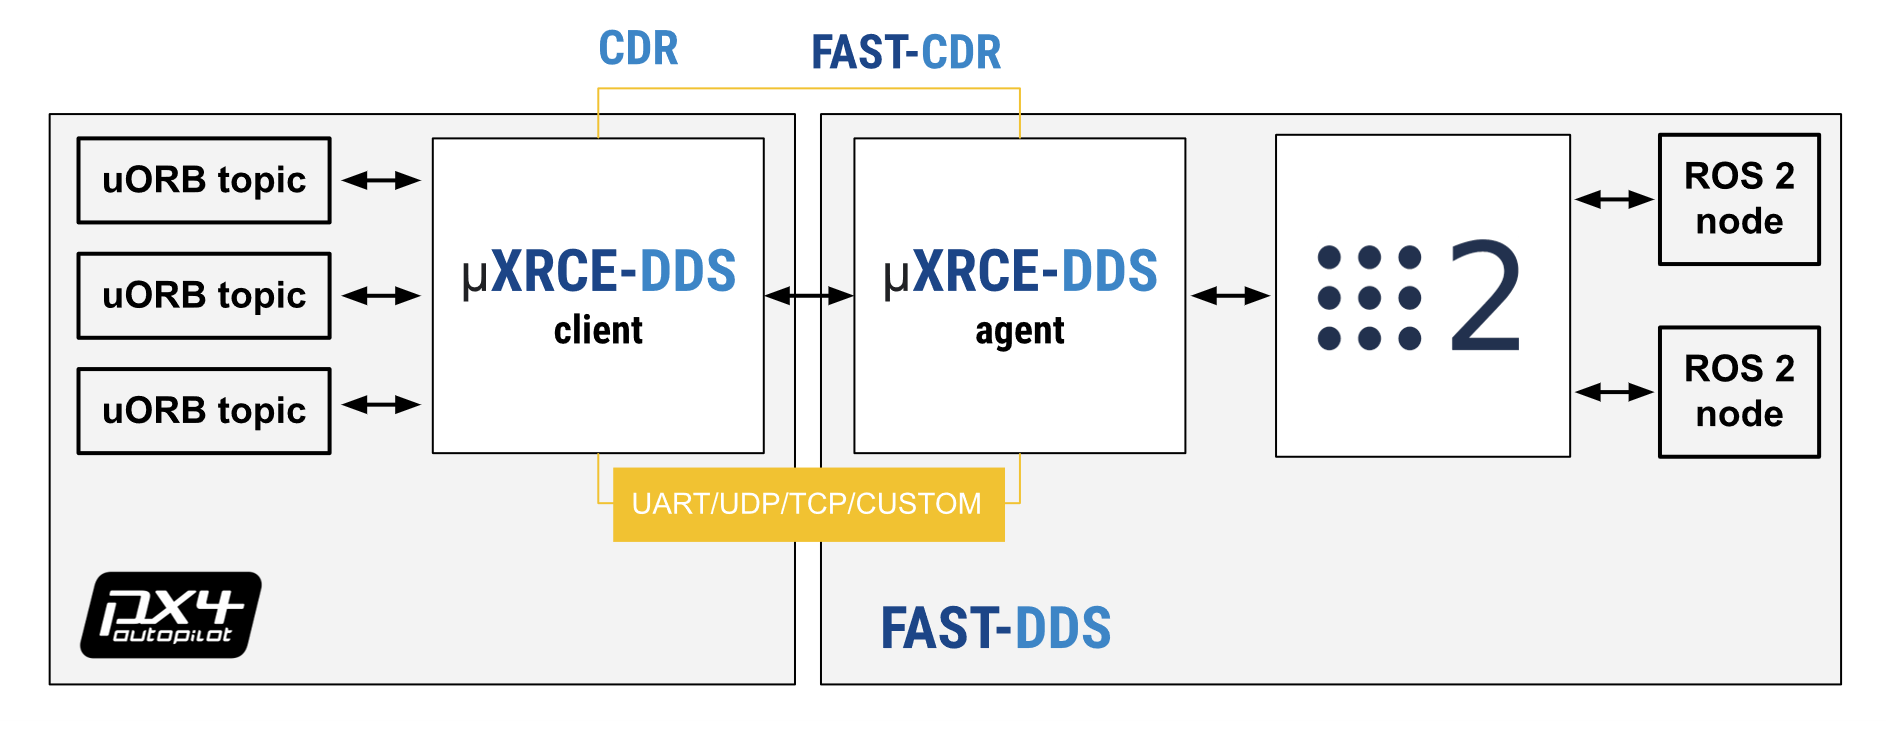 CDR
FAST-CDR
uORB topic
uORB topic
uORB topic
µXRCE-DDS
client
µXRCE-DDS
agent
2
ROS 2
node
ROS 2
node
UART/UDP/TCP/CUSTOM
px4
autopilot
FAST-DDS